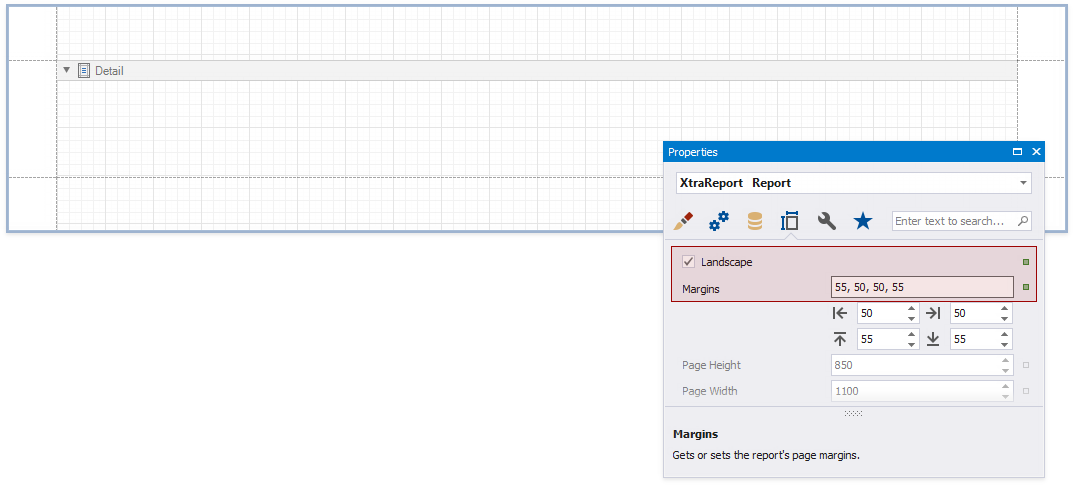 Detail
Properties
XtraReport Report
Enter text to search...
Landscape
Margins 55, 50, 50, 55
50 50
55 55
Page Height 850
Page Width 1100
Margins
Gets or sets the report's page margins.